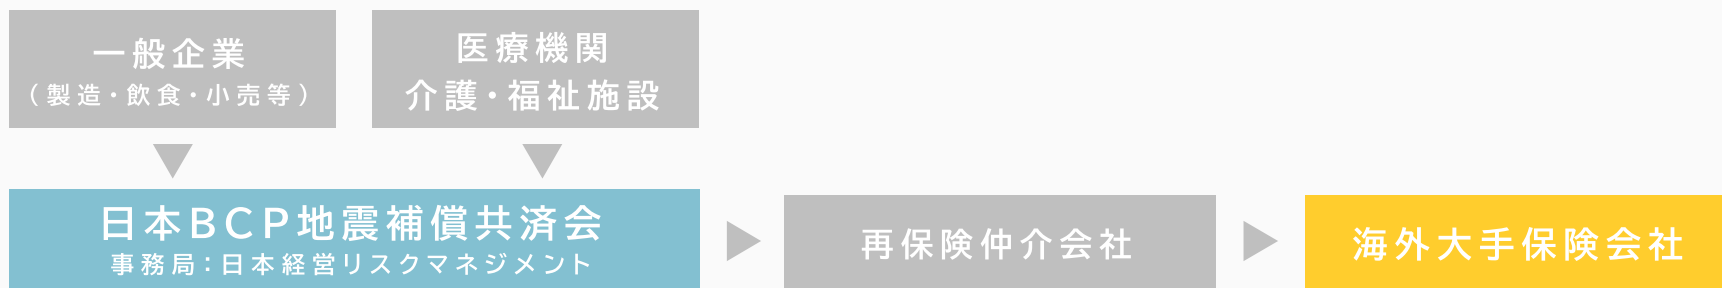 一般企業
（製造・飲食・小売等）
医療機関
介護・福祉施設
日本BCP地震補償共済会
事務局：日本経営リスクマネジメント
再保険仲介会社
海外大手保険会社